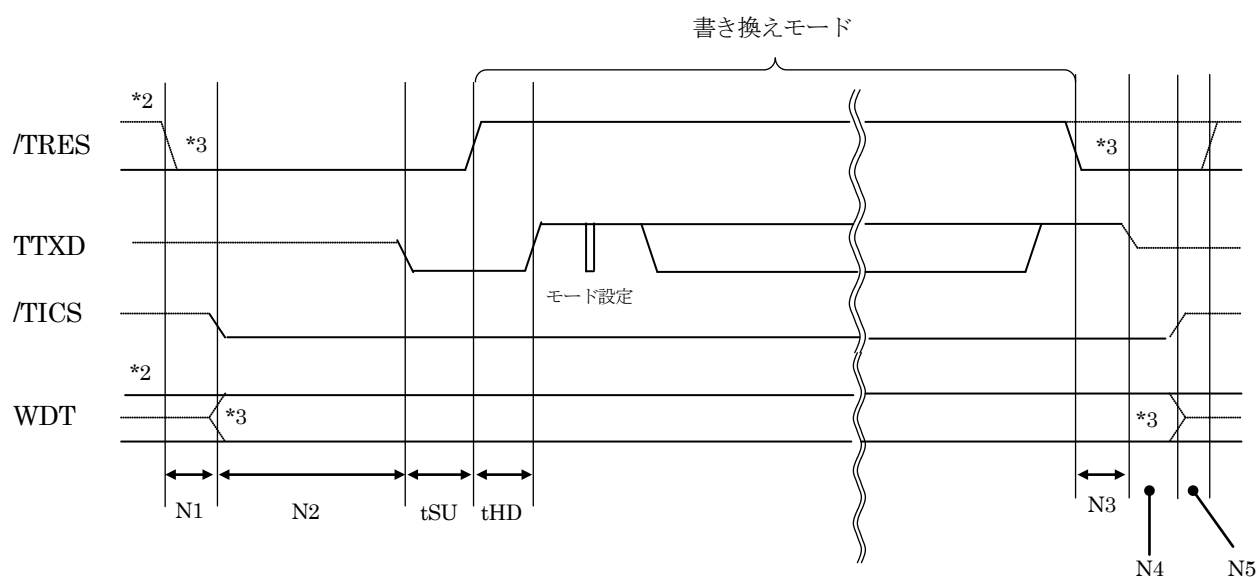 書き換えモード
*2
/TRES
*3
*3
TTXD
モード設定
/TICS
*2
WDT
*3
*3
N1
N2
tSU
tHD
N3
N4
N5